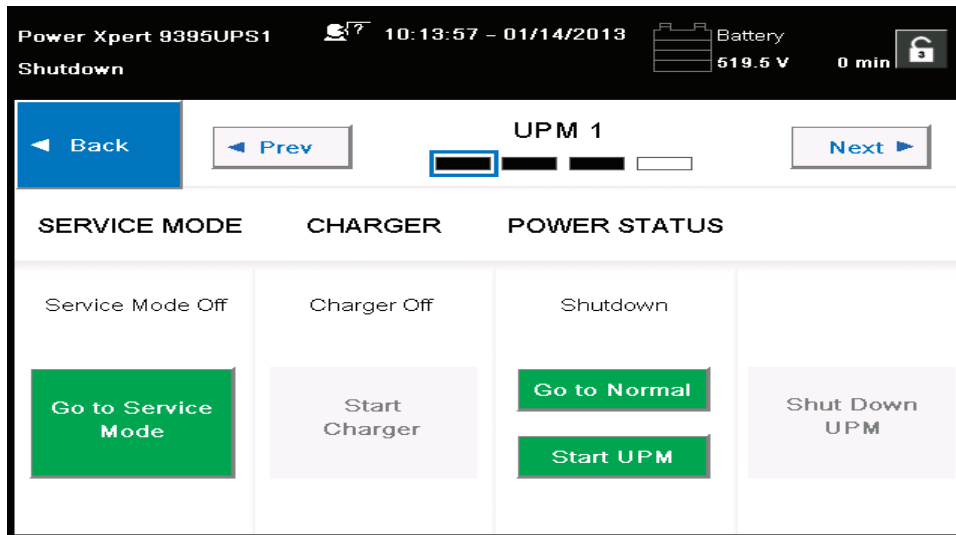 Power Xpert 9395UPS1
? 10:13:57 - 01/14/2013
Battery
Shutdown
519.5 V 0 min
3
Back
Prev
UPM 1
Next
SERVICE MODE CHARGER POWER STATUS
Service Mode Off
Charger Off
Shutdown
Go to Service
Mode
Start
Charger
Go to Normal
Start UPM
Shut Down
UPM